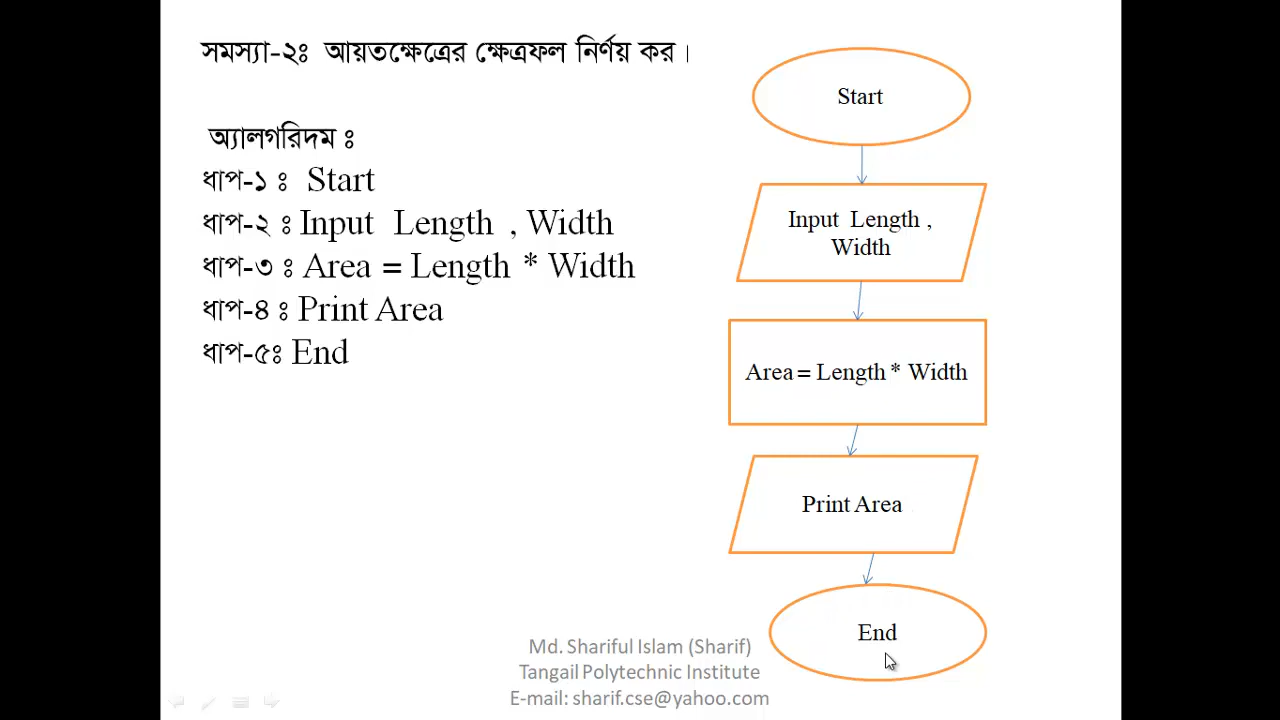 সমস্যা-২ঃ আয়তক্ষেত্রের ক্ষেত্রফল নির্ণয় কর।
অ্যালগরিদম ঃ
ধাপ-১ ঃ Start
ধাপ-২ ঃ Input Length , Width
ধাপ-৩ ঃ Area = Length * Width
ধাপ-৪ ঃ Print Area
ধাপ-৫ঃ End
Start
Input Length ,
Width
Area = Length * Width
Print Area
End
Md. Shariful Islam (Sharif)
Tangail Polytechnic Institute
E-mail: sharif.cse@yahoo.com